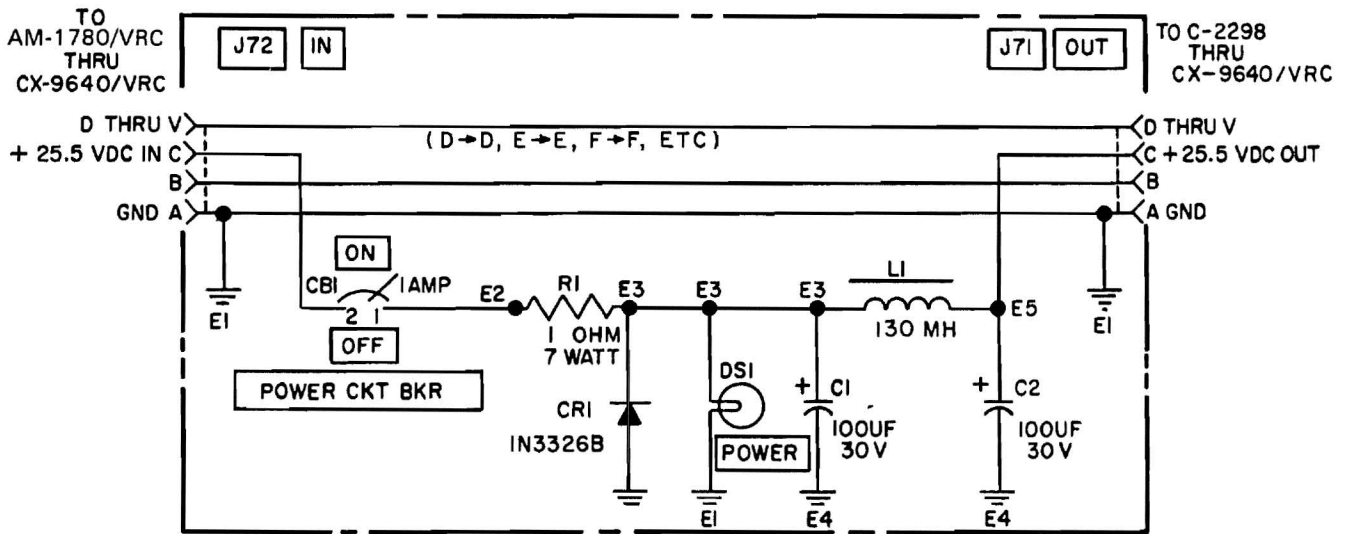 TO
AM-1780/VRC
THRU
CX-9640/VRC
J72
IN
J71
OUT
TO C-2298
THRU
CX-9640/VRC
D THRU V
(D→D, E→E, F→F, ETC)
D THRU V
+ 25.5 VDC IN C
C +25.5 VDC OUT
B
B
GND A
A GND
E1
E1
ON
CB1
1 AMP
2 1
OFF
POWER CKT BKR
E2
R1
1 OHM
7 WATT
E3
E3
E3
L1
130 MH
E5
CR1
1N3326B
DS1
POWER
E1
+ C1
100UF
30V
E4
+ C2
100UF
30V
E4